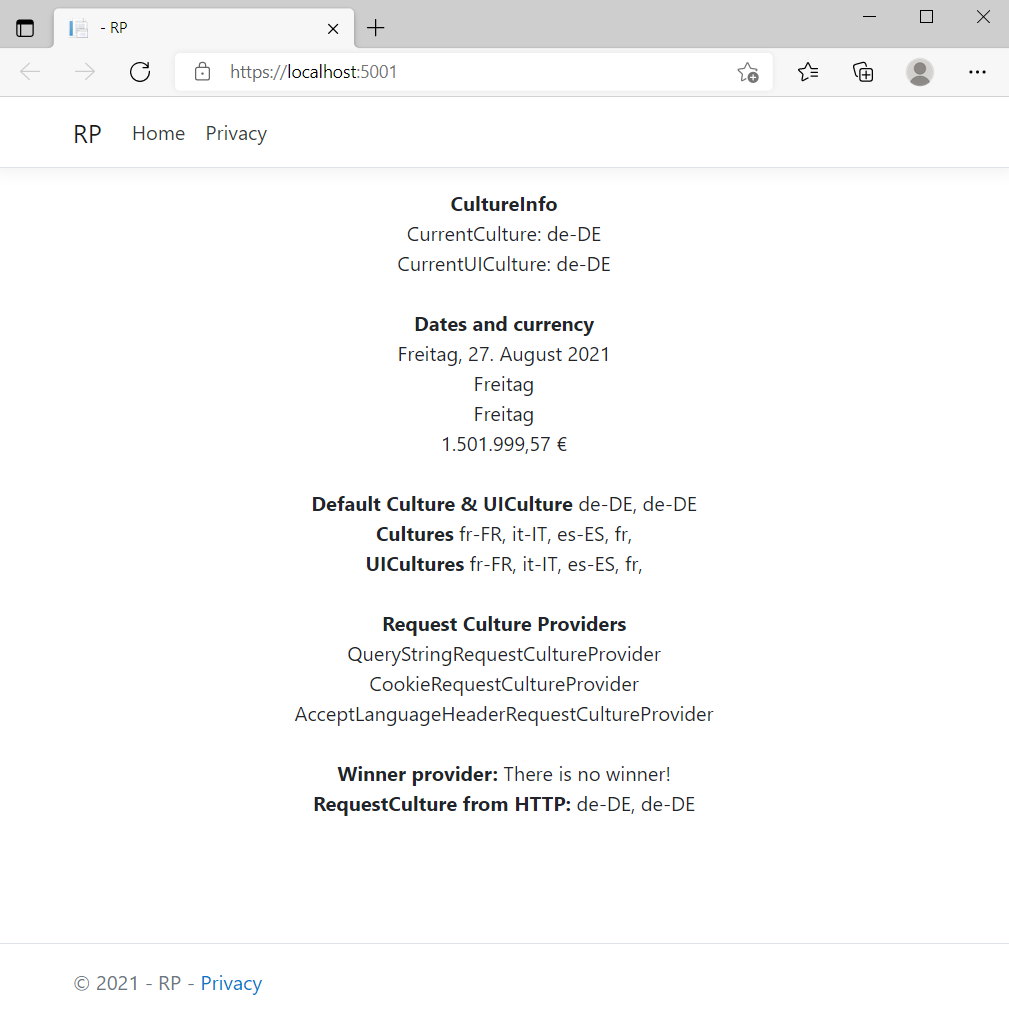 - RP
https://localhost:5001
RP Home Privacy
CultureInfo
CurrentCulture: de-DE
CurrentUICulture: de-DE
Dates and currency
Freitag, 27. August 2021
Freitag
Freitag
1.501.999,57 €
Default Culture & UICulture de-DE, de-DE
Cultures fr-FR, it-IT, es-ES, fr,
UICultures fr-FR, it-IT, es-ES, fr,
Request Culture Providers
QueryStringRequestCultureProvider
CookieRequestCultureProvider
AcceptLanguageHeaderRequestCultureProvider
Winner provider: There is no winner!
RequestCulture from HTTP: de-DE, de-DE
© 2021 - RP - Privacy